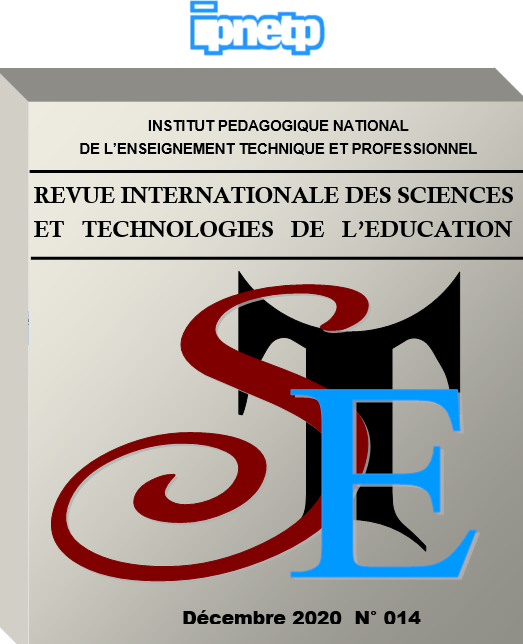 ipnetp
INSTITUT PEDAGOGIQUE NATIONAL
DE L’ENSEIGNEMENT TECHNIQUE ET PROFESSIONNEL
REVUE INTERNATIONALE DES SCIENCES
ET TECHNOLOGIES DE L’EDUCATION
STE
Décembre 2020 N° 014